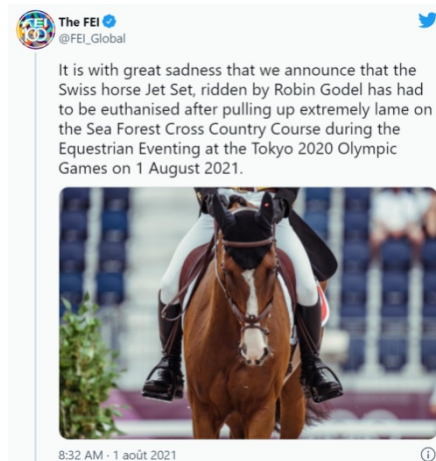 The FEI
@FEI_Global
It is with great sadness that we announce that the
Swiss horse Jet Set, ridden by Robin Godel has had
to be euthanised after pulling up extremely lame on
the Sea Forest Cross Country Course during the
Equestrian Eventing at the Tokyo 2020 Olympic
Games on 1 August 2021.
8:32 AM · 1 août 2021